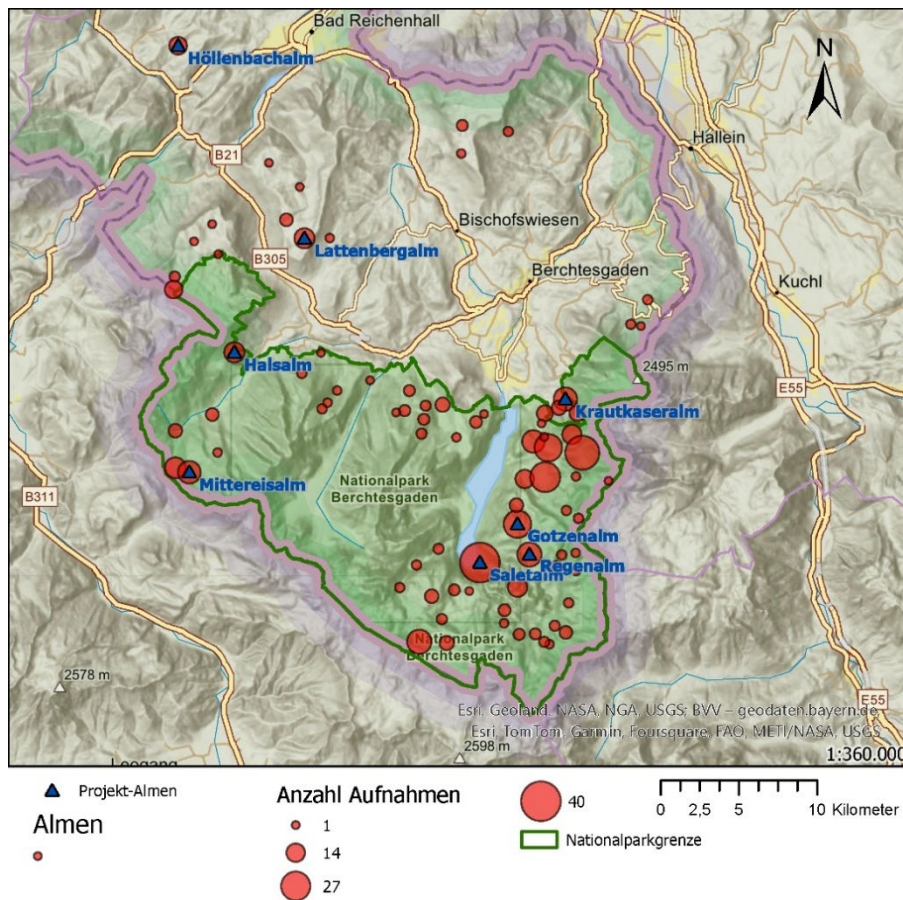 Bad Reichenhall
Höllenbachalm
N
Hallein
B21
Bischofswiesen
Lattenbergalm
B305
Berchtesgaden
Kuchl
Halsalm
2495 m
E55
Krautkaseralm
Nationalpark
Berchtesgaden
Mittereisalm
B311
Gotzenalm
Regenalm
Saletalm
Nationalpark
Berchtesgaden
2578 m
E55
Esri, Geoland, NASA, NGA, USGS; BVV – geodaten.bayern.de,
Esri, TomTom, Garmin, Foursquare, FAO, METI/NASA, USGS
2598 m
1:360.000
Projekt-Almen
Almen
Anzahl Aufnahmen
1
14
27
40
Nationalparkgrenze
0 2,5 5 10 Kilometer